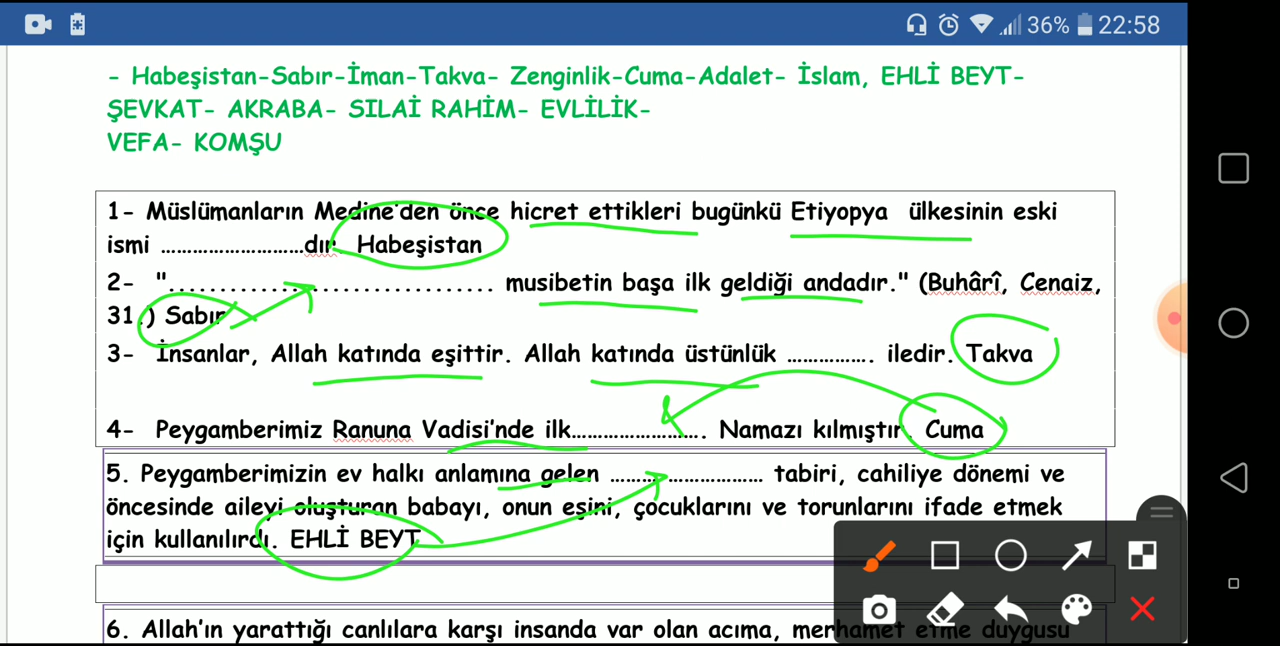 36% 22:58
- Habeşistan-Sabır-İman-Takva- Zenginlik-Cuma-Adalet- İslam, EHLİ BEYT-
ŞEVKAT- AKRABA- SILAİ RAHİM- EVLİLİK-
VEFA- KOMŞU
1- Müslümanların Medine'den önce hicret ettikleri bugünkü Etiyopya ülkesinin eski
ismi ...........................dır. Habeşistan
2- "................................ musibetin başa ilk geldiği andadır." (Buhârî, Cenaiz,
31.) Sabır
3- İnsanlar, Allah katında eşittir. Allah katında üstünlük ............... iledir. Takva
4- Peygamberimiz Ranuna Vadisi'nde ilk......................... Namazı kılmıştır. Cuma
5. Peygamberimizin ev halkı anlamına gelen ............................. tabiri, cahiliye dönemi ve
öncesinde aileyi oluşturan babayı, onun eşini, çocuklarını ve torunlarını ifade etmek
için kullanılırdı. EHLİ BEYT
6. Allah'ın yarattığı canlılara karşı insanda var olan acıma, merhamet etme duygusu